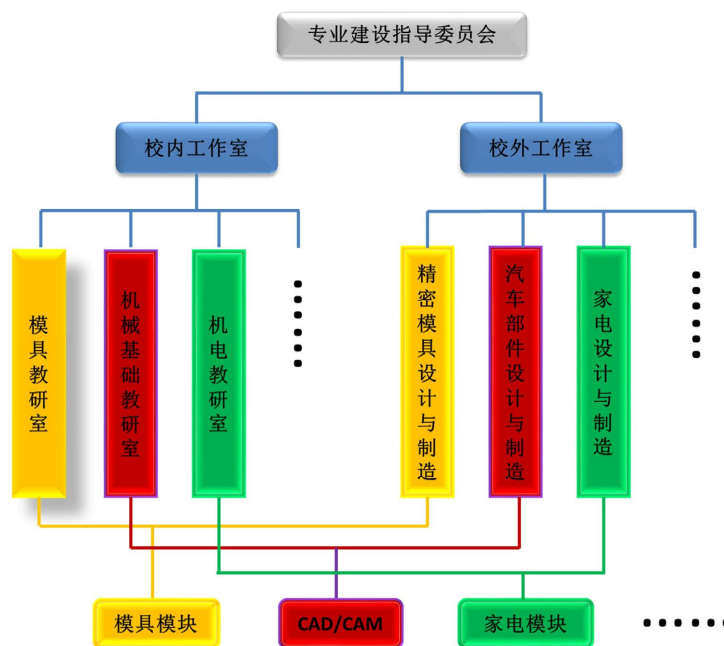 专业建设指导委员会
校内工作室
校外工作室
模具教研室
机械基础教研室
机电教研室
精密模具设计与制造
汽车部件设计与制造
家电设计与制造
模具模块
CAD/CAM
家电模块